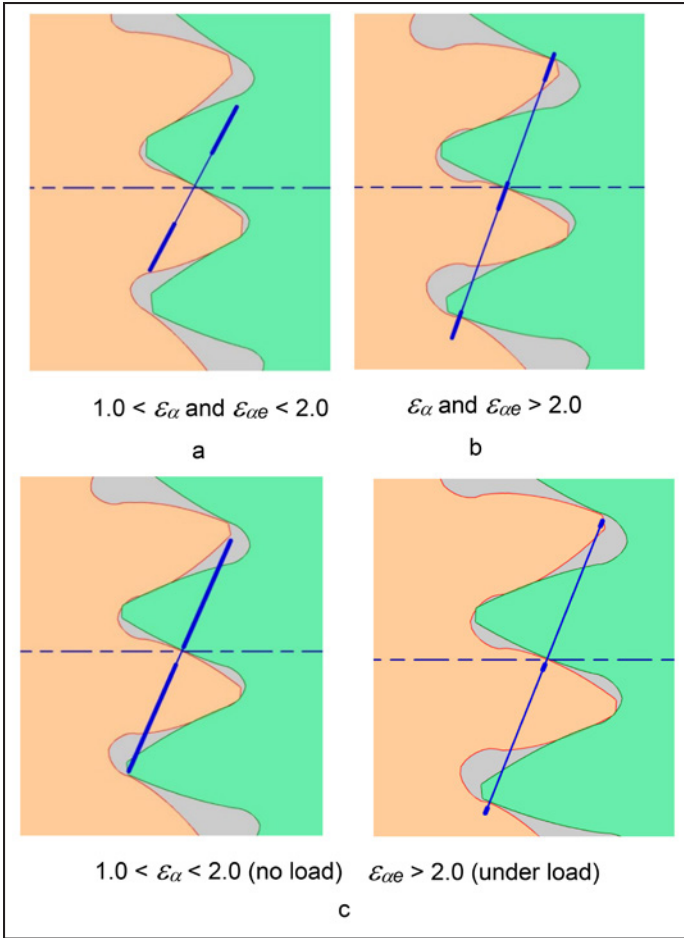 1.0 < εα and εαe < 2.0
εα and εαe > 2.0
a
b
1.0 < εα < 2.0 (no load)
εαe > 2.0 (under load)
c